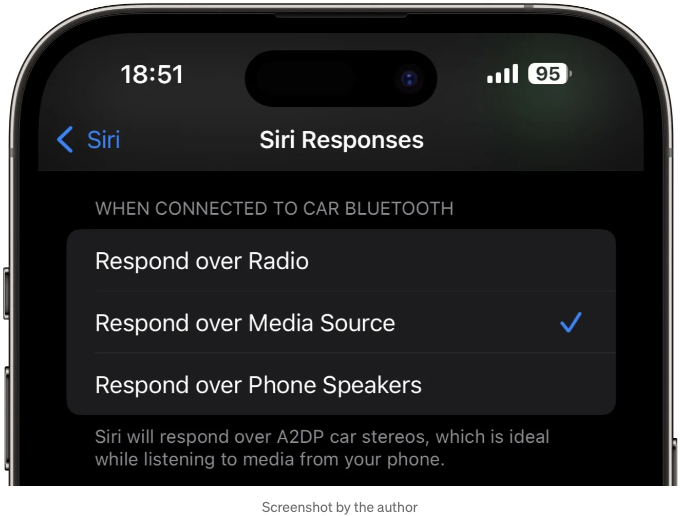 18:51
95
Siri
Siri Responses
WHEN CONNECTED TO CAR BLUETOOTH
Respond over Radio
Respond over Media Source
Respond over Phone Speakers
Siri will respond over A2DP car stereos, which is ideal
while listening to media from your phone.
Screenshot by the author